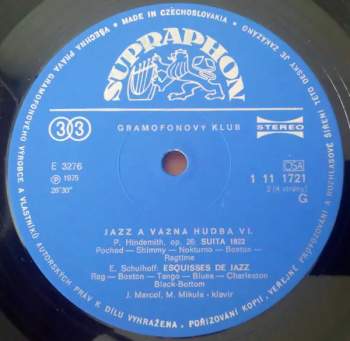 MADE IN CZECHOSLOVAKIA
VŠECHNA PRÁVA GRAMOFONOVÉHO VÝROBCE A VLASTNÍKŮ AUTORSKÝCH PRÁV K DÍLU VYHRAŽENA. POŘIZOVÁNÍ KOPIÍ, VEŘEJNÉ PROVOZOVÁNÍ A ROZHLASOVÉ ŠÍŘENÍ TÉTO DESKY JE ZAKÁZÁNO
SUPRAPHON
33
GRAMOFONOVÝ KLUB
STEREO
E 3276
℗ 1975
26'30"
OSA
1 11 1721
2 (4 strany)
G
JAZZ A VÁŽNÁ HUDBA VI.
P. Hindemith, op. 26 SUITA 1922
Pochod – Shimmy – Nokturno – Boston –
Ragtime
E. Schulhoff: ESQUISSES DE JAZZ
Rag – Boston – Tango – Blues – Charleston
Black-Bottom
J. Marcol, M. Mikula - klavír